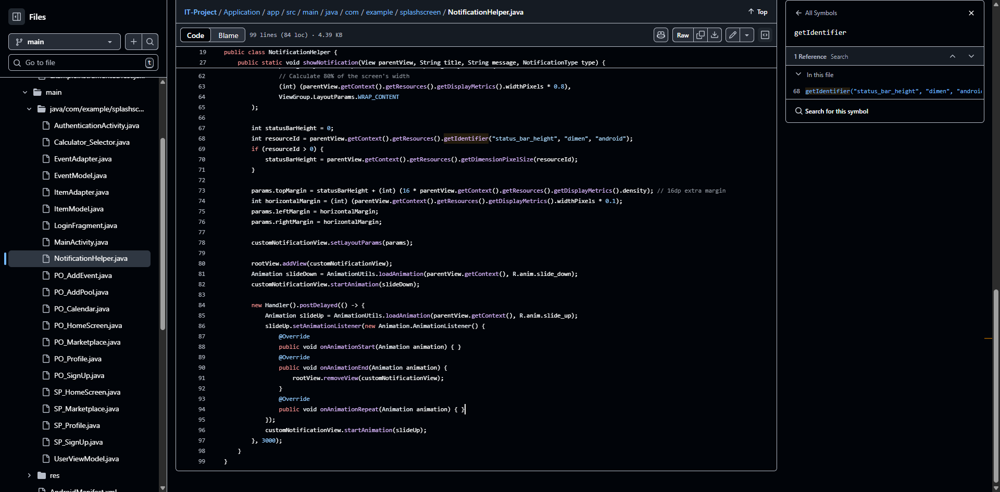 Files
main
Go to file
t
main
java/com/example/splashsc...
AuthenticationActivity.java
Calculator_Selector.java
EventAdapter.java
EventModel.java
ItemAdapter.java
ItemModel.java
LoginFragment.java
MainActivity.java
NotificationHelper.java
PO_AddEvent.java
PO_AddPool.java
PO_Calendar.java
PO_HomeScreen.java
PO_Marketplace.java
PO_Profile.java
PO_SignUp.java
SP_HomeScreen.java
SP_Marketplace.java
SP_Profile.java
SP_SignUp.java
UserViewModel.java
res
AndroidManifest.xml
IT-Project / Application / app / src / main / java / com / example / splashscreen / NotificationHelper.java
Top
Code Blame 99 lines (84 loc) · 4.39 KB
Raw
19 public class NotificationHelper {
27 public static void showNotification(View parentView, String title, String message, NotificationType type) {
62 // Calculate 80% of the screen's width
63 (int) (parentView.getContext().getResources().getDisplayMetrics().widthPixels * 0.8),
64 ViewGroup.LayoutParams.WRAP_CONTENT
65 );
66
67 int statusBarHeight = 0;
68 int resourceId = parentView.getContext().getResources().getIdentifier("status_bar_height", "dimen", "android");
69 if (resourceId > 0) {
70 statusBarHeight = parentView.getContext().getResources().getDimensionPixelSize(resourceId);
71 }
72
73 params.topMargin = statusBarHeight + (int) (16 * parentView.getContext().getResources().getDisplayMetrics().density); // 16dp extra margin
74 int horizontalMargin = (int) (parentView.getContext().getResources().getDisplayMetrics().widthPixels * 0.1);
75 params.leftMargin = horizontalMargin;
76 params.rightMargin = horizontalMargin;
77
78 customNotificationView.setLayoutParams(params);
79
80 rootView.addView(customNotificationView);
81 Animation slideDown = AnimationUtils.loadAnimation(parentView.getContext(), R.anim.slide_down);
82 customNotificationView.startAnimation(slideDown);
83
84 new Handler().postDelayed(() -> {
85 Animation slideUp = AnimationUtils.loadAnimation(parentView.getContext(), R.anim.slide_up);
86 slideUp.setAnimationListener(new Animation.AnimationListener() {
87 @Override
88 public void onAnimationStart(Animation animation) { }
89 @Override
90 public void onAnimationEnd(Animation animation) {
91 rootView.removeView(customNotificationView);
92 }
93 @Override
94 public void onAnimationRepeat(Animation animation) { }
95 });
96 customNotificationView.startAnimation(slideUp);
97 }, 3000);
98 }
99 }
All Symbols
getIdentifier
1 Reference Search
In this file
68 getIdentifier("status_bar_height", "dimen", "androi
Search for this symbol